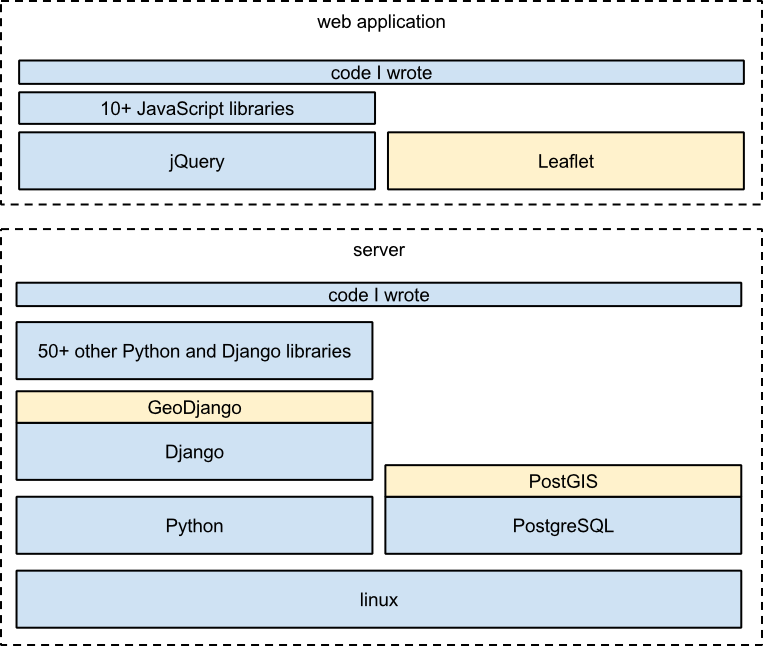 web application
code I wrote
10+ JavaScript libraries
jQuery
Leaflet
server
code I wrote
50+ other Python and Django libraries
GeoDjango
Django
PostGIS
Python
PostgreSQL
linux